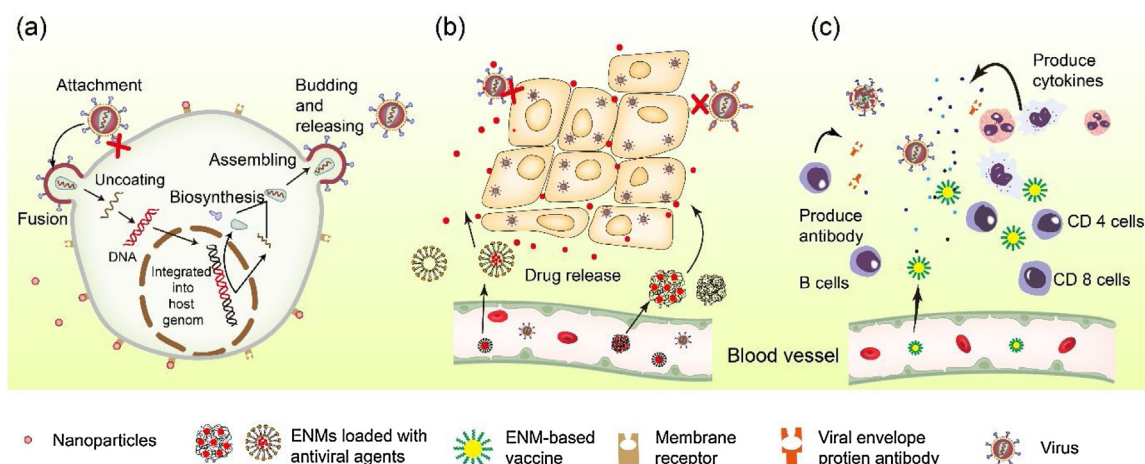 (a)
Attachment
Budding
and
releasing
Assembling
Uncoating
Biosynthesis
Fusion
DNA
Integrated
into
host
genom
(b)
Drug release
Blood vessel
(c)
Produce
cytokines
Produce
antibody
B cells
CD 4 cells
CD 8 cells
Nanoparticles
ENMs loaded with
antiviral agents
ENM-based
vaccine
Membrane
receptor
Viral envelope
protien antibody
Virus